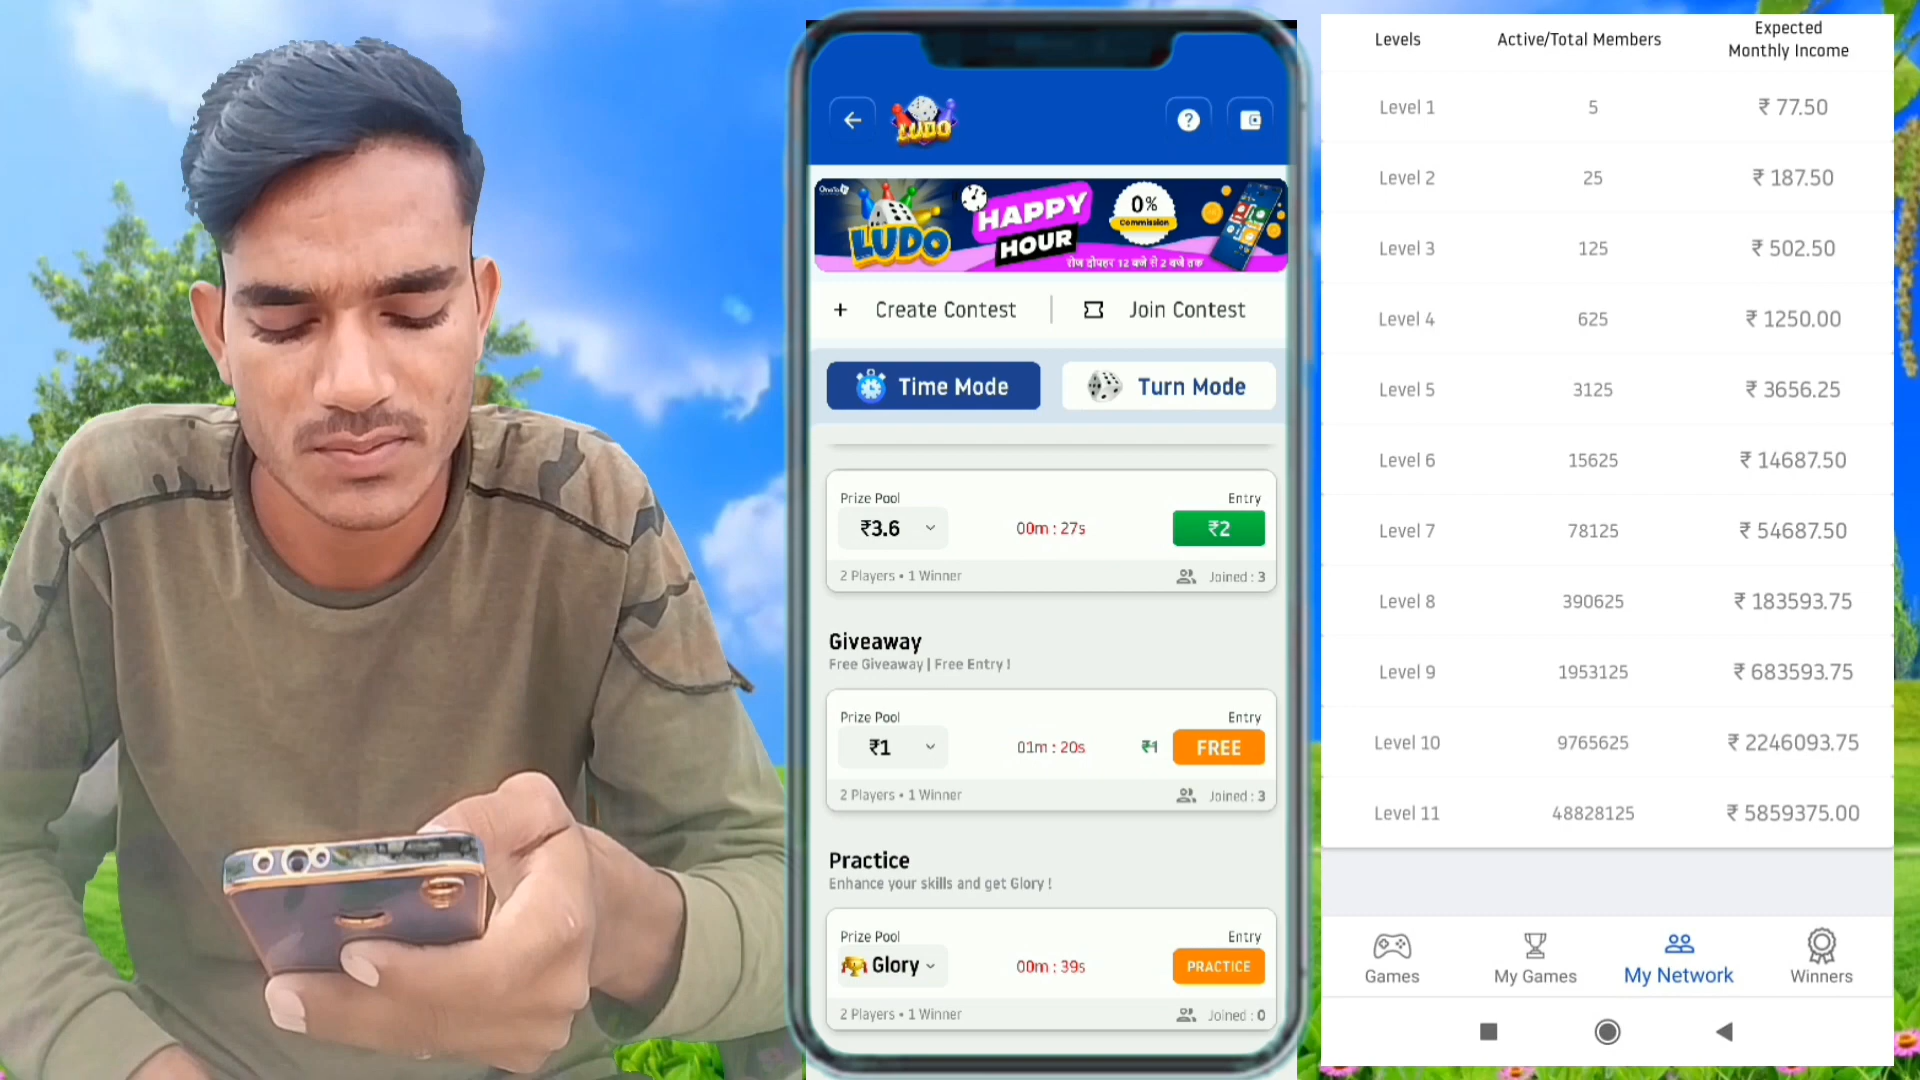 LUDO
?
OneTo
LUDO
HAPPY
HOUR
0%
Commission
रोज दोपहर 12 बजे से 2 बजे तक
+ Create Contest
Join Contest
Time Mode
Turn Mode
Prize Pool
Entry
₹3.6
00m : 27s
₹2
2 Players • 1 Winner
Joined : 3
Giveaway
Free Giveaway | Free Entry !
Prize Pool
Entry
₹1
01m : 20s
₹1
FREE
2 Players • 1 Winner
Joined : 3
Practice
Enhance your skills and get Glory !
Prize Pool
Entry
Glory
00m : 39s
PRACTICE
2 Players • 1 Winner
Joined : 0
Levels Active/Total Members Expected
Monthly Income
Level 1 5 ₹ 77.50
Level 2 25 ₹ 187.50
Level 3 125 ₹ 502.50
Level 4 625 ₹ 1250.00
Level 5 3125 ₹ 3656.25
Level 6 15625 ₹ 14687.50
Level 7 78125 ₹ 54687.50
Level 8 390625 ₹ 183593.75
Level 9 1953125 ₹ 683593.75
Level 10 9765625 ₹ 2246093.75
Level 11 48828125 ₹ 5859375.00
Games My Games My Network Winners